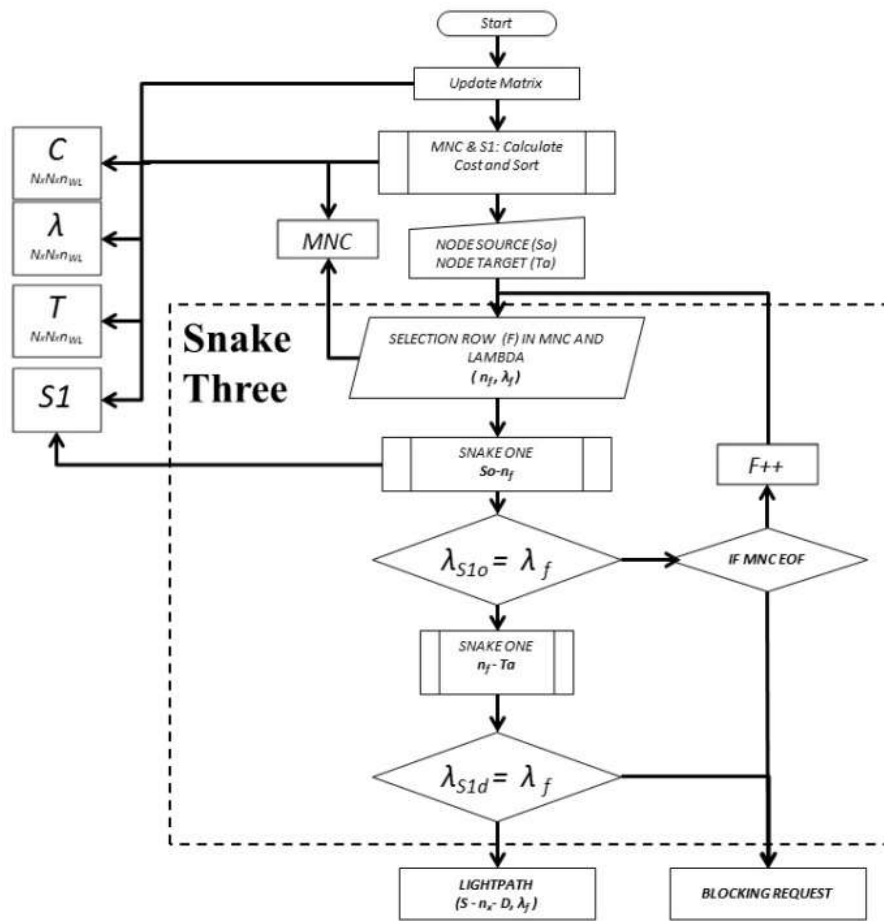 Start
Update Matrix
MNC & S1: Calculate
Cost and Sort
C
NxNxnWL
λ
NxNxnWL
T
NxNxnWL
S1
MNC
NODE SOURCE (So)
NODE TARGET (Ta)
Snake
Three
SELECTION ROW (F) IN MNC AND
LAMBDA
( nf, λf)
SNAKE ONE
So-nf
F++
λS1o = λ f
IF MNC EOF
SNAKE ONE
nf- Ta
λS1d = λ f
LIGHTPATH
(S - nx- D, λf )
BLOCKING REQUEST